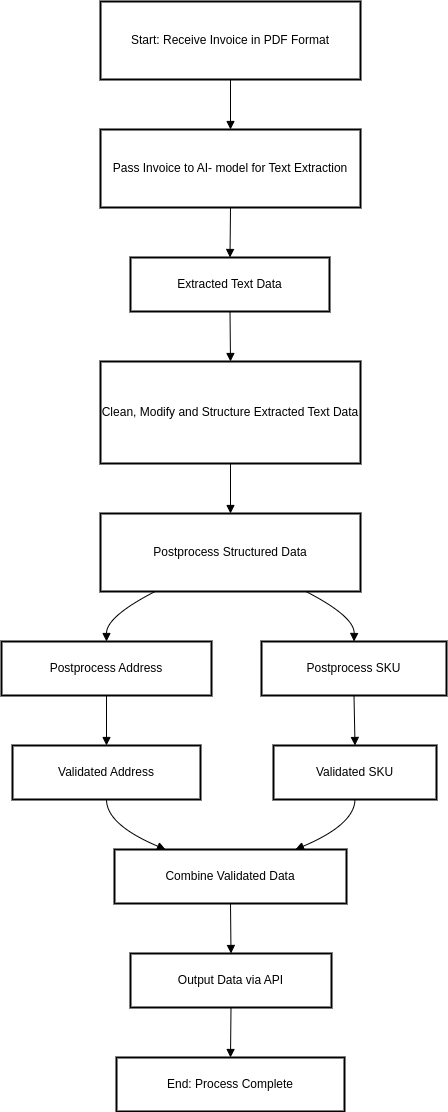 Start: Receive Invoice in PDF Format
Pass Invoice to AI- model for Text Extraction
Extracted Text Data
Clean, Modify and Structure Extracted Text Data
Postprocess Structured Data
Postprocess Address
Postprocess SKU
Validated Address
Validated SKU
Combine Validated Data
Output Data via API
End: Process Complete